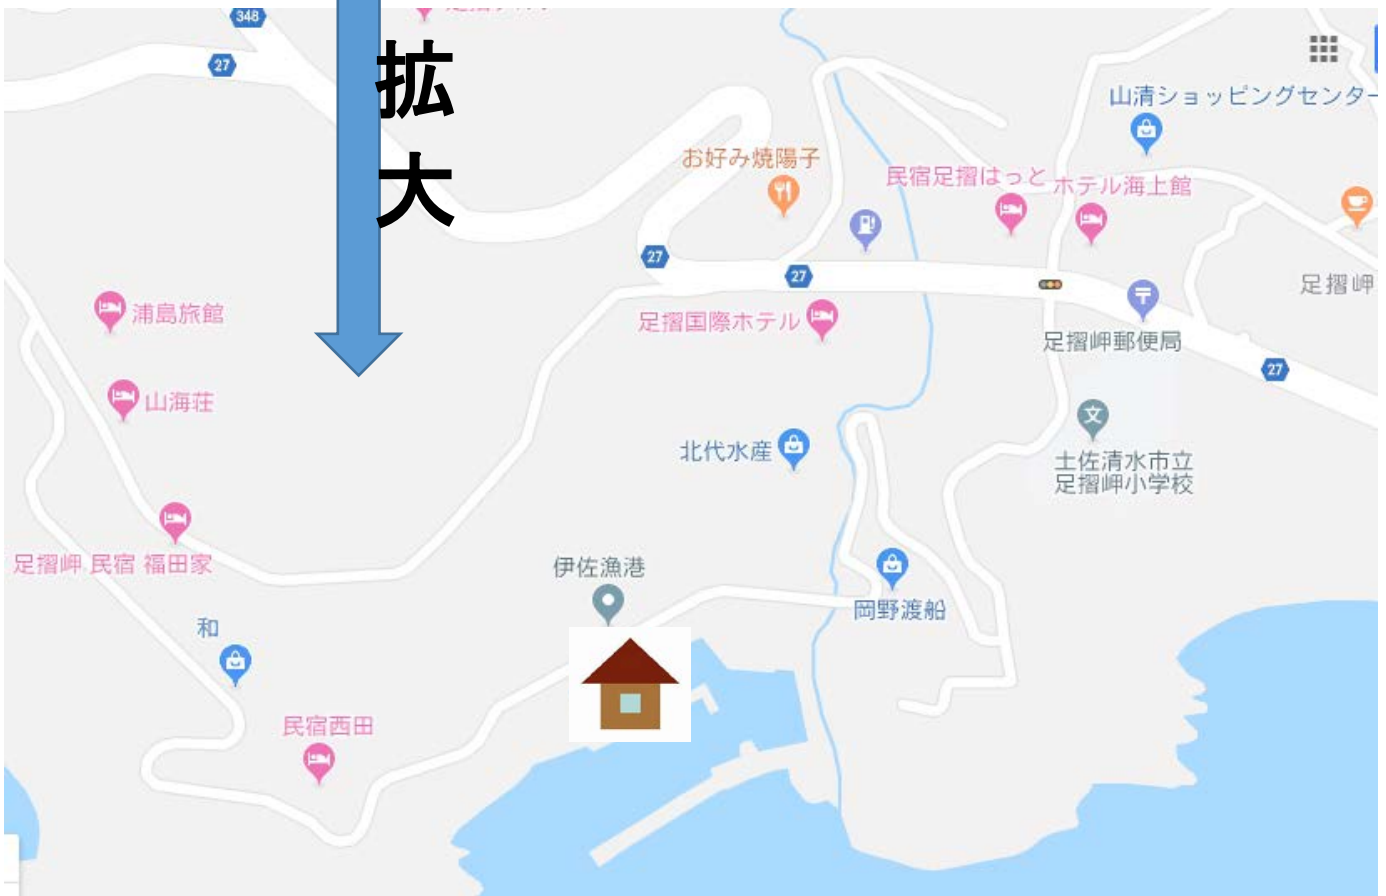 348
27
拡
大
山清ショッピングセンター
お好み焼陽子
民宿足摺はっと
ホテル海上館
27
27
足摺岬
浦島旅館
足摺国際ホテル
足摺岬郵便局
27
山海荘
北代水産
文
土佐清水市立
足摺岬小学校
足摺岬 民宿 福田家
伊佐漁港
岡野渡船
和
民宿西田